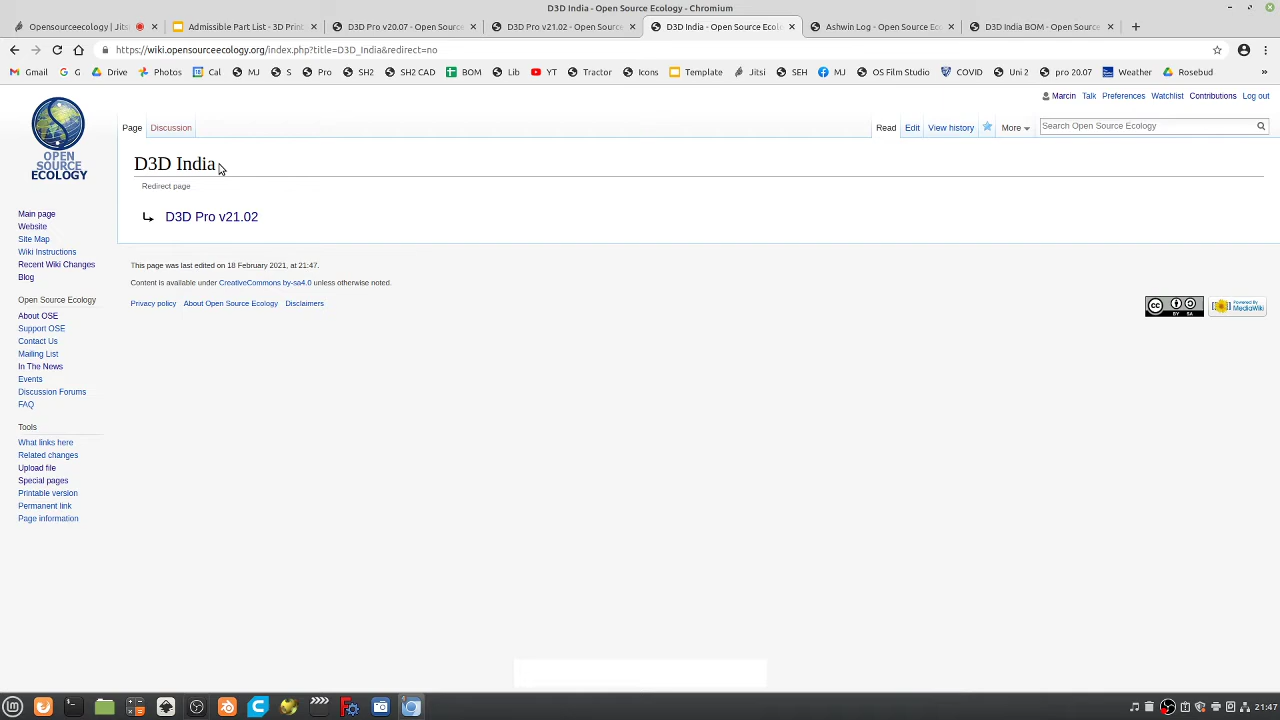 D3D India - Open Source Ecology - Chromium
Opensourceecology | Jitsi
Admissible Part List - 3D Print
D3D Pro v20.07 - Open Source
D3D Pro v21.02 - Open Source
D3D India - Open Source Ecol
Ashwin Log - Open Source Ec
D3D India BOM - Open Source
https://wiki.opensourceecology.org/index.php?title=D3D_India&redirect=no
Gmail G Drive Photos Cal MJ S Pro SH2 SH2 CAD BOM Lib YT Tractor Icons Template Jitsi SEH MJ OS Film Studio COVID Uni 2 pro 20.07 Weather Rosebud »
Marcin Talk Preferences Watchlist Contributions Log out
Page Discussion Read Edit View history More Search Open Source Ecology
OPEN
SOURCE
ECOLOGY
D3D India
Redirect page
D3D Pro v21.02
This page was last edited on 18 February 2021, at 21:47.
Content is available under CreativeCommons by-sa4.0 unless otherwise noted.
Privacy policy About Open Source Ecology Disclaimers
cc BY SA
Powered By
MediaWiki
Main page
Website
Site Map
Wiki Instructions
Recent Wiki Changes
Blog
Open Source Ecology
About OSE
Support OSE
Contact Us
Mailing List
In The News
Events
Discussion Forums
FAQ
Tools
What links here
Related changes
Upload file
Special pages
Printable version
Permanent link
Page information
21:47